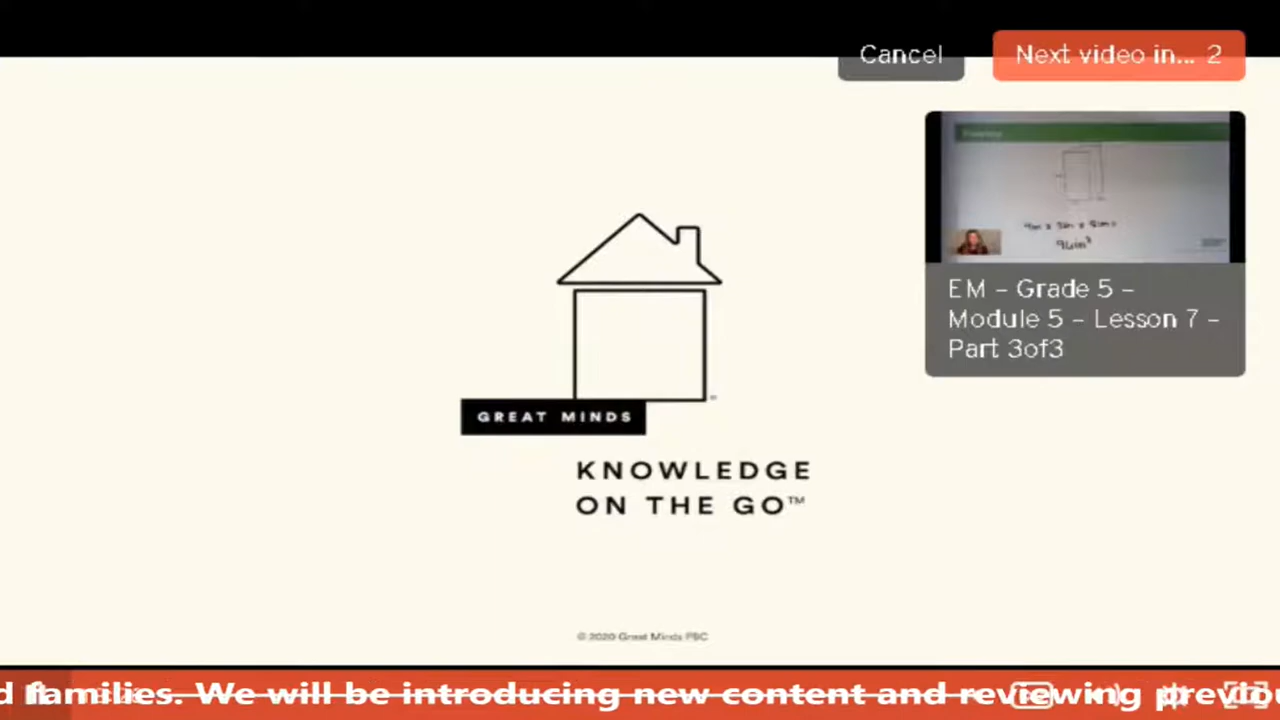 Cancel
Next video in... 2
EM – Grade 5 –
Module 5 – Lesson 7 –
Part 3of3
GREAT MINDS
KNOWLEDGE
ON THE GO™
© 2020 Great Minds PBC
d families. We will be introducing new content and reviewing previou